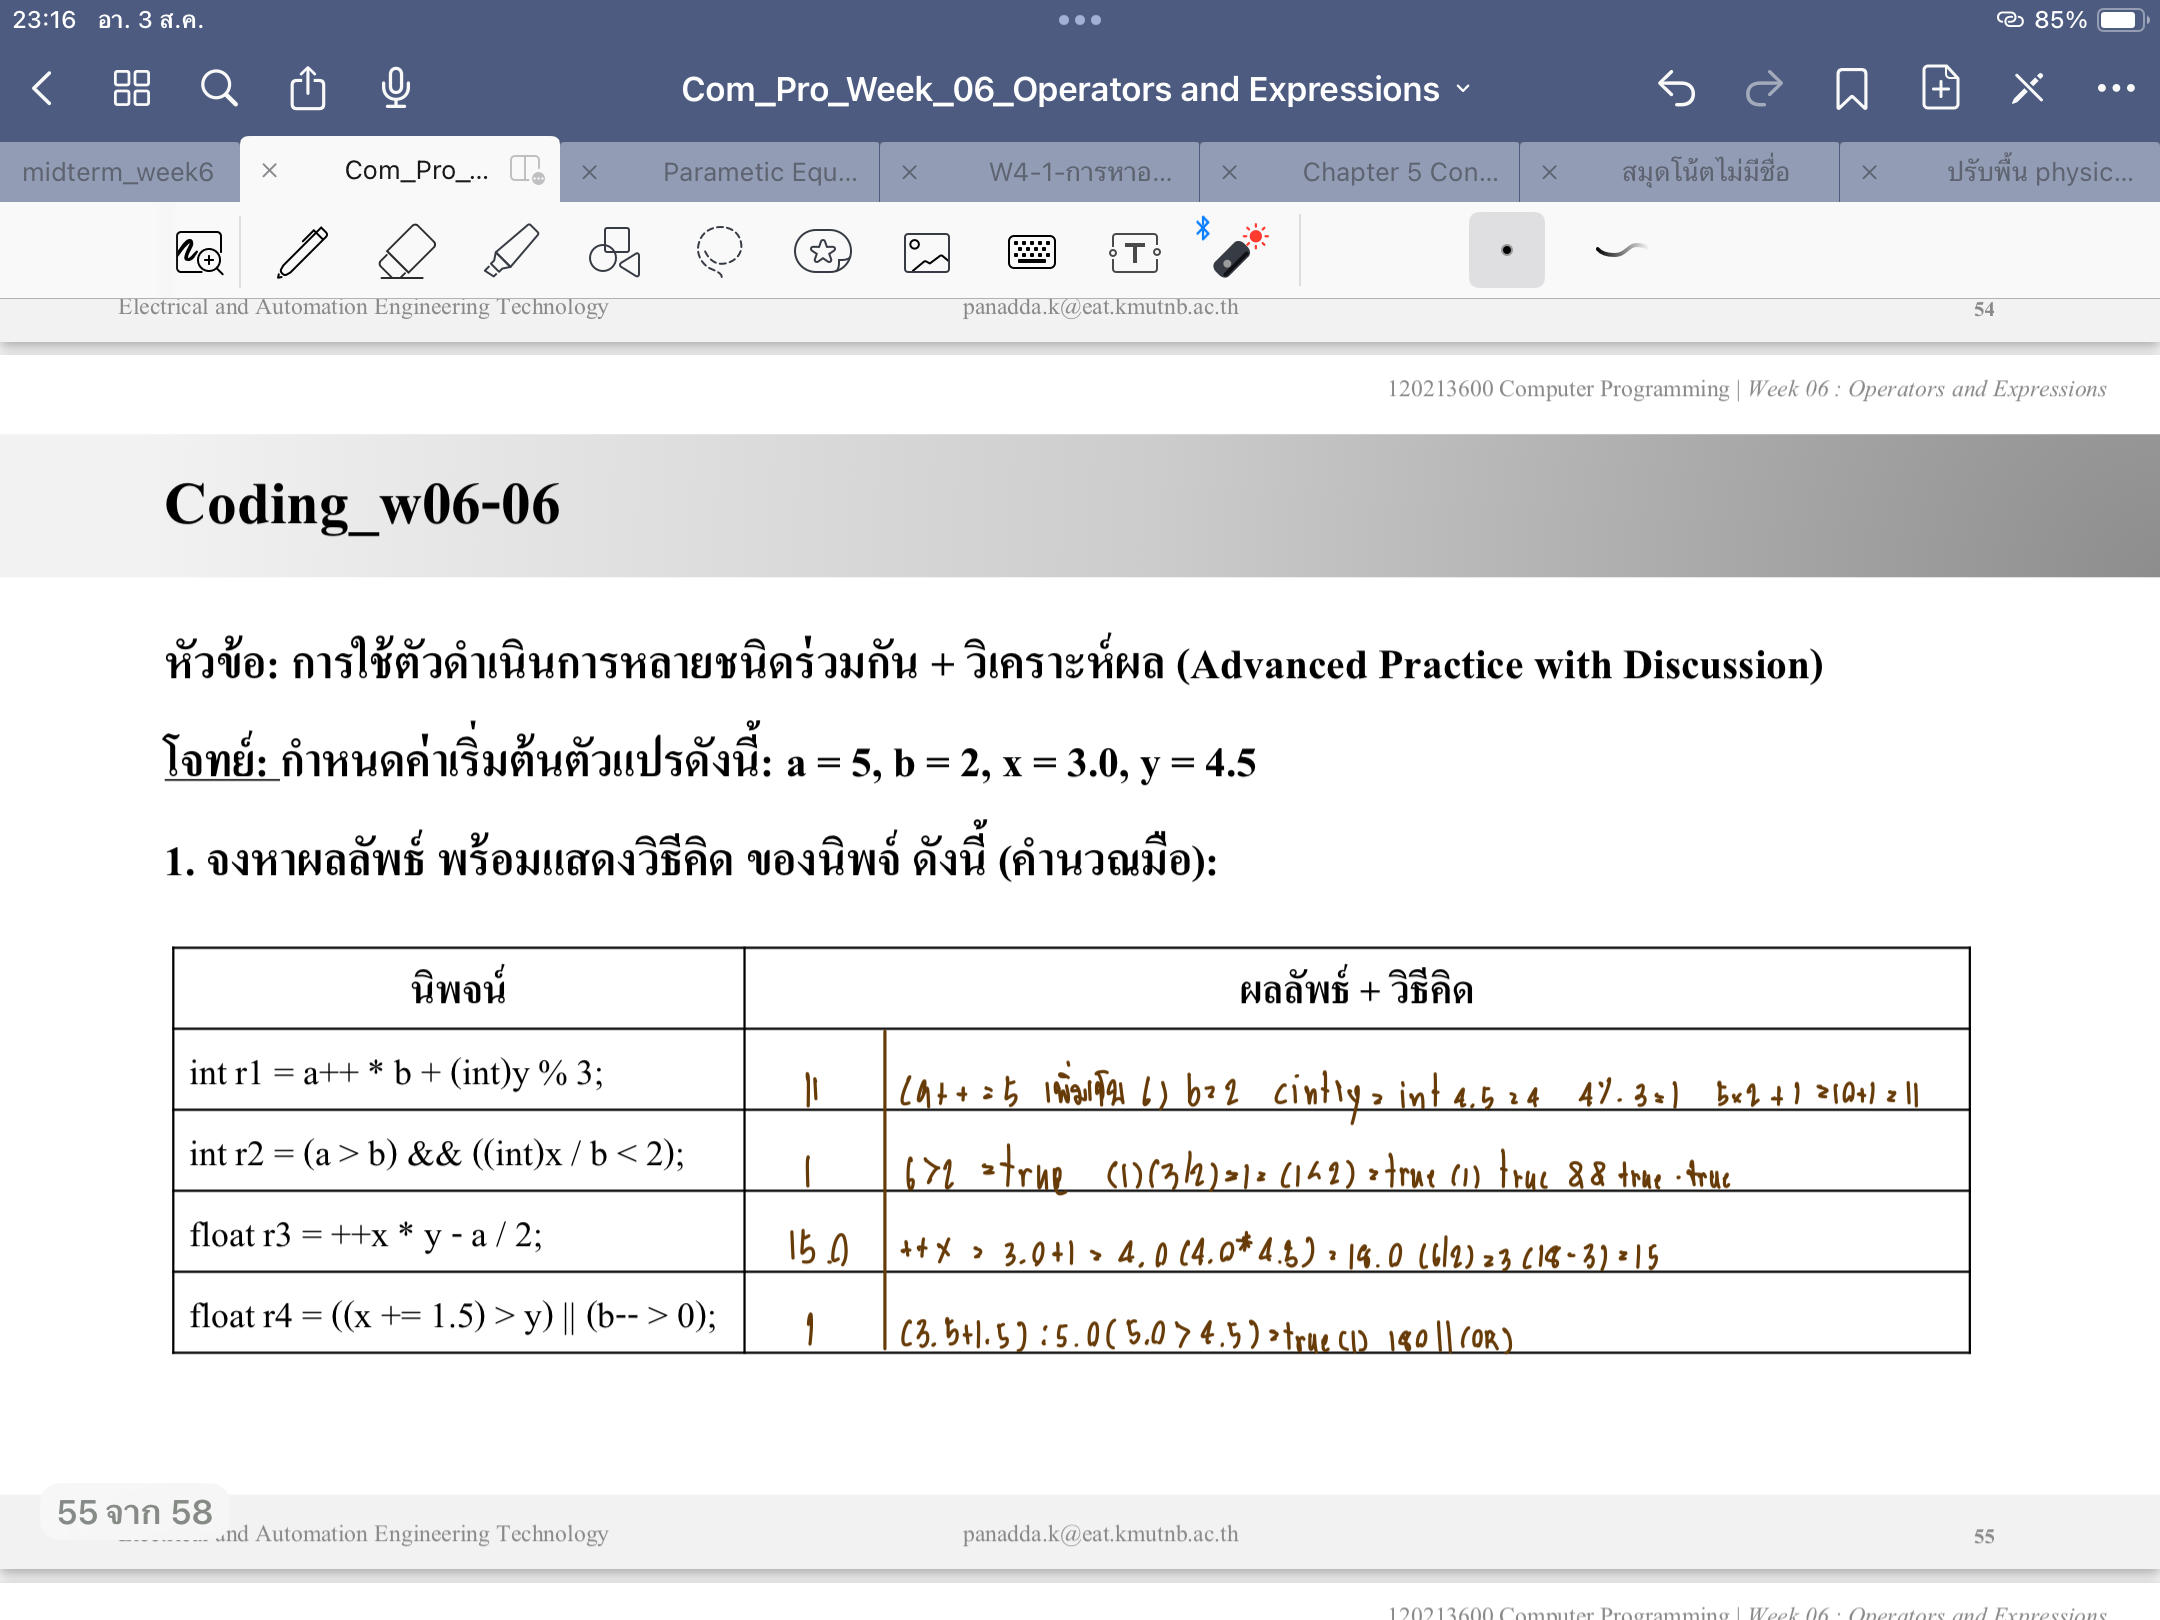 23:16 อา. 3 ส.ค. 85%
Com_Pro_Week_06_Operators and Expressions
midterm_week6 Com_Pro_... Parametic Equ... W4-1-การหาอ... Chapter 5 Con... สมุดโน้ตไม่มีชื่อ ปรับพื้น physic...
Electrical and Automation Engineering Technology panadda.k@eat.kmutnb.ac.th 54
120213600 Computer Programming | Week 06 : Operators and Expressions
Coding_w06-06
หัวข้อ: การใช้ตัวดำเนินการหลายชนิดร่วมกัน + วิเคราะห์ผล (Advanced Practice with Discussion)
โจทย์: กำหนดค่าเริ่มต้นตัวแปรดังนี้: a = 5, b = 2, x = 3.0, y = 4.5
1. จงหาผลลัพธ์ พร้อมแสดงวิธีคิด ของนิพจ์ ดังนี้ (คำนวณมือ):
นิพจน์ ผลลัพธ์ + วิธีคิด
int r1 = a++ * b + (int)y % 3; 11 (a++ = 5 เพิ่มเป็น 6) b=2 (int)y = int 4.5 = 4 4% 3=1 5x2+1 =10+1=11
int r2 = (a > b) && ((int)x / b < 2); 1 6>2 =true (1)(3/2)=1= (1<2) =true (1) true && true = true
float r3 = ++x * y - a / 2; 15.0 ++x = 3.0+1 = 4.0 (4.0*4.5) = 18.0 (6/2)=3 (18-3)=15
float r4 = ((x += 1.5) > y) || (b-- > 0); 1 (3.5+1.5) : 5.0 (5.0 > 4.5) =true (1) || (OR)
55 จาก 58
and Automation Engineering Technology panadda.k@eat.kmutnb.ac.th 55
120213600 Computer Programming | Week 06 : Operators and Expressions